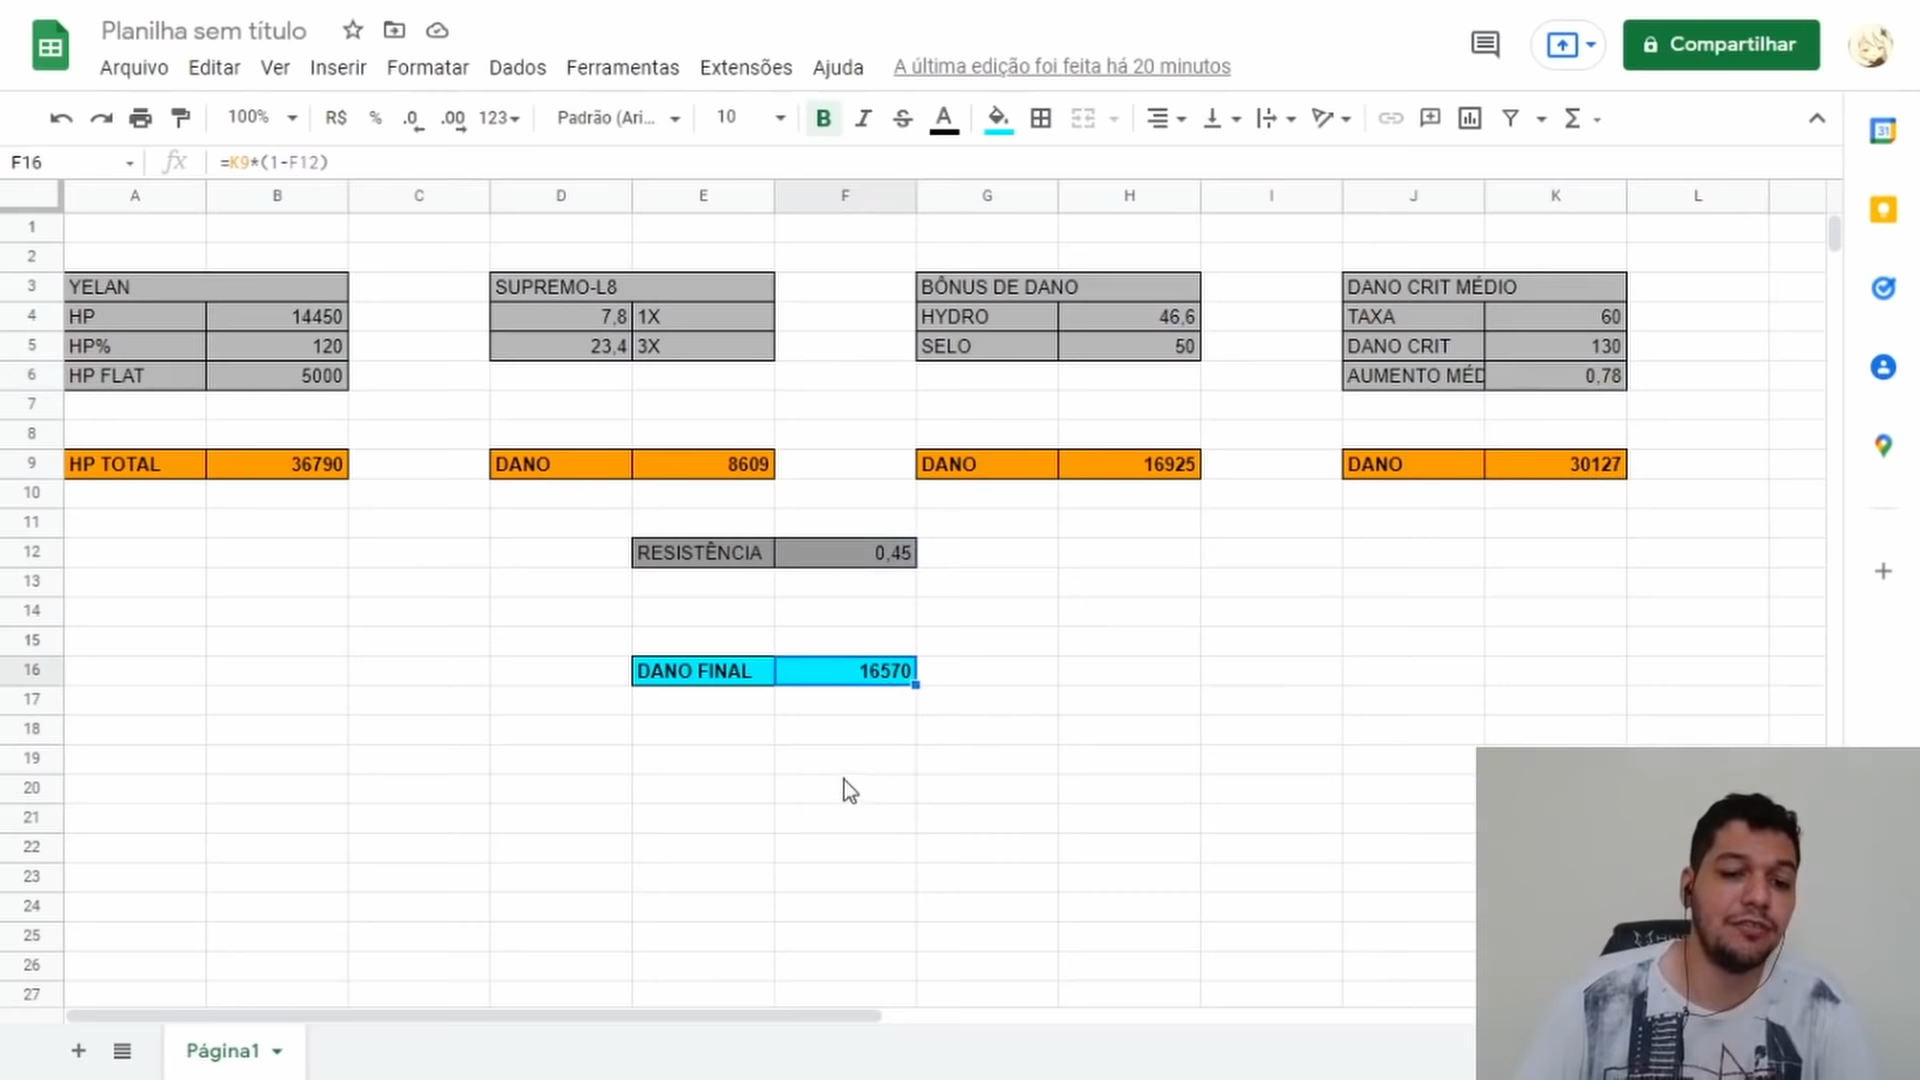 Planilha sem título
Arquivo Editar Ver Inserir Formatar Dados Ferramentas Extensões Ajuda A última edição foi feita há 20 minutos
Compartilhar
100% R$ % .0 .00 123 Padrão (Ari... 10 B I S A
31
F16 fx =K9*(1-F12)
A B C D E F G H I J K L
1
2
3 YELAN SUPREMO-L8 BÔNUS DE DANO DANO CRIT MÉDIO
4 HP 14450 7,8 1X HYDRO 46,6 TAXA 60
5 HP% 120 23,4 3X SELO 50 DANO CRIT 130
6 HP FLAT 5000 AUMENTO MÉD 0,78
7
8
9 HP TOTAL 36790 DANO 8609 DANO 16925 DANO 30127
10
11
12 RESISTÊNCIA 0,45
13
14
15
16 DANO FINAL 16570
17
18
19
20
21
22
23
24
25
26
27
Página1